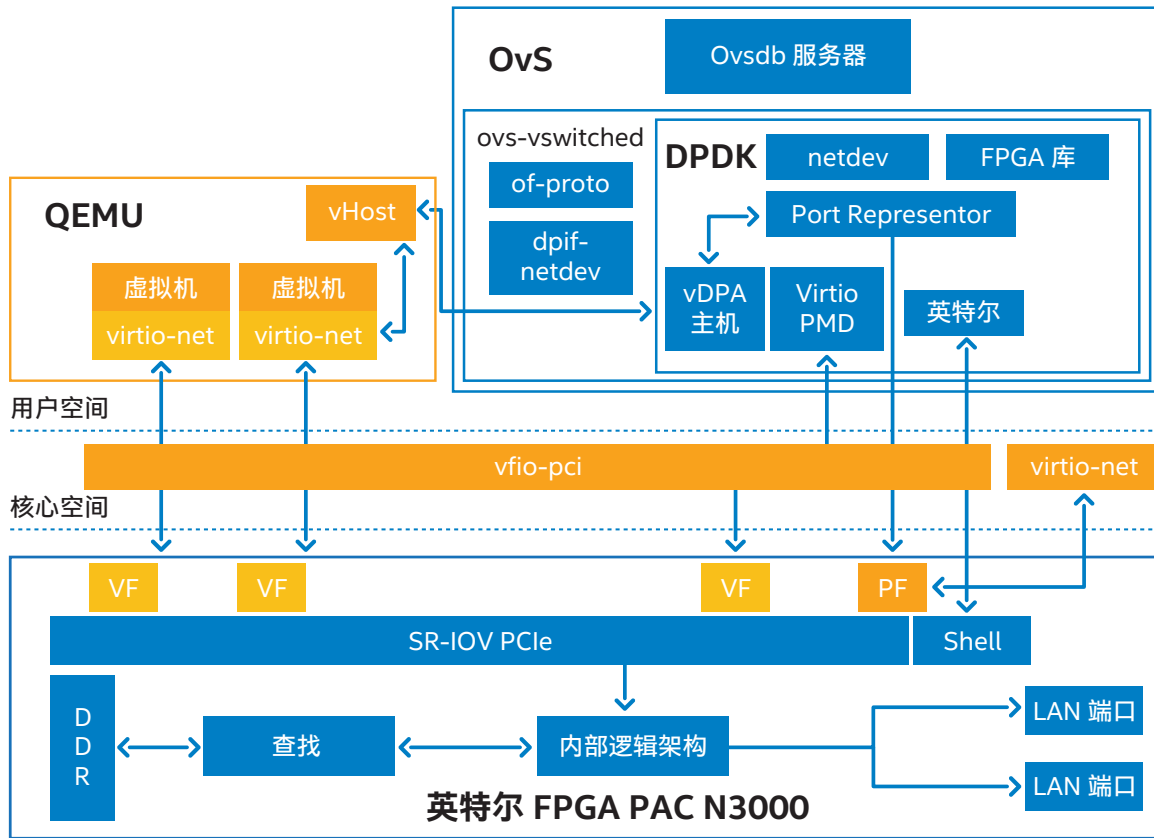 OvS
Ovsdb 服务器
ovs-vswitched
of-proto
dpif-
netdev
DPDK
netdev
FPGA 库
Port Representor
vDPA
主机
Virtio
PMD
英特尔
QEMU
vHost
虚拟机
virtio-net
虚拟机
virtio-net
用户空间
vfio-pci
virtio-net
核心空间
VF
VF
VF
PF
SR-IOV PCIe
Shell
D
D
R
查找
内部逻辑架构
LAN 端口
LAN 端口
英特尔 FPGA PAC N3000